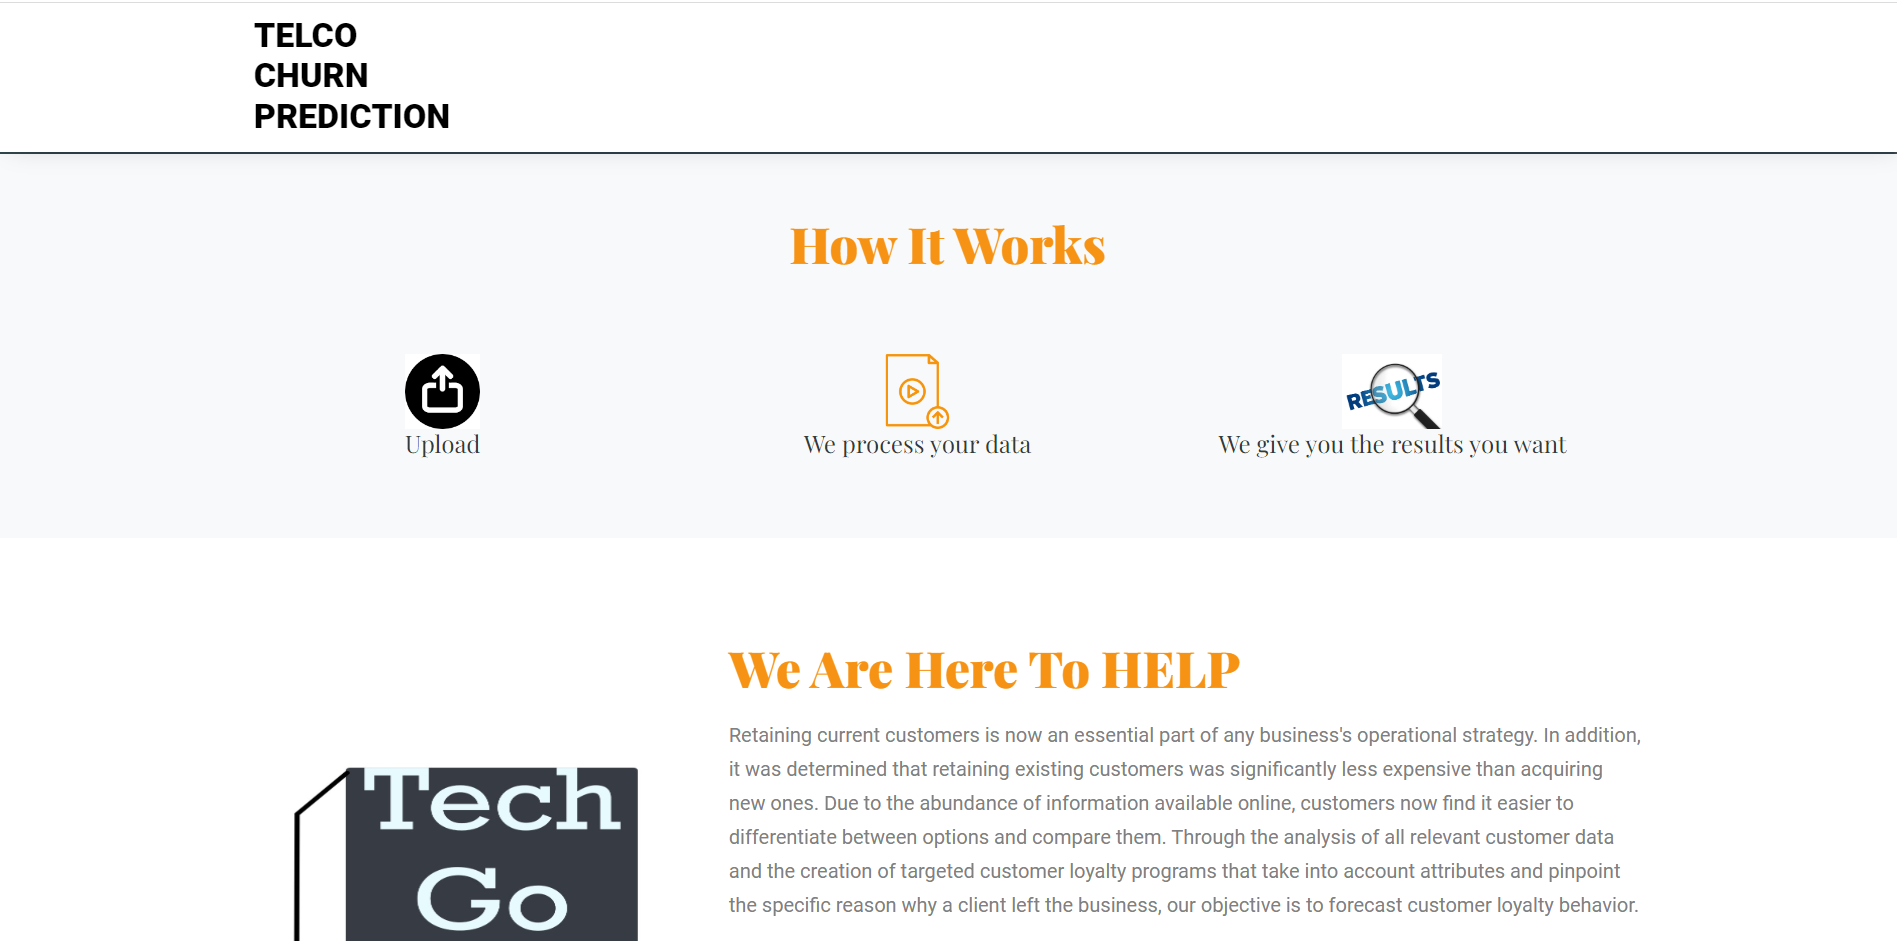 TELCO
CHURN
PREDICTION
How It Works
RESULTS
Upload
We process your data
We give you the results you want
We Are Here To HELP
Retaining current customers is now an essential part of any business's operational strategy. In addition,
it was determined that retaining existing customers was significantly less expensive than acquiring
new ones. Due to the abundance of information available online, customers now find it easier to
differentiate between options and compare them. Through the analysis of all relevant customer data
and the creation of targeted customer loyalty programs that take into account attributes and pinpoint
the specific reason why a client left the business, our objective is to forecast customer loyalty behavior.
Tech
Go